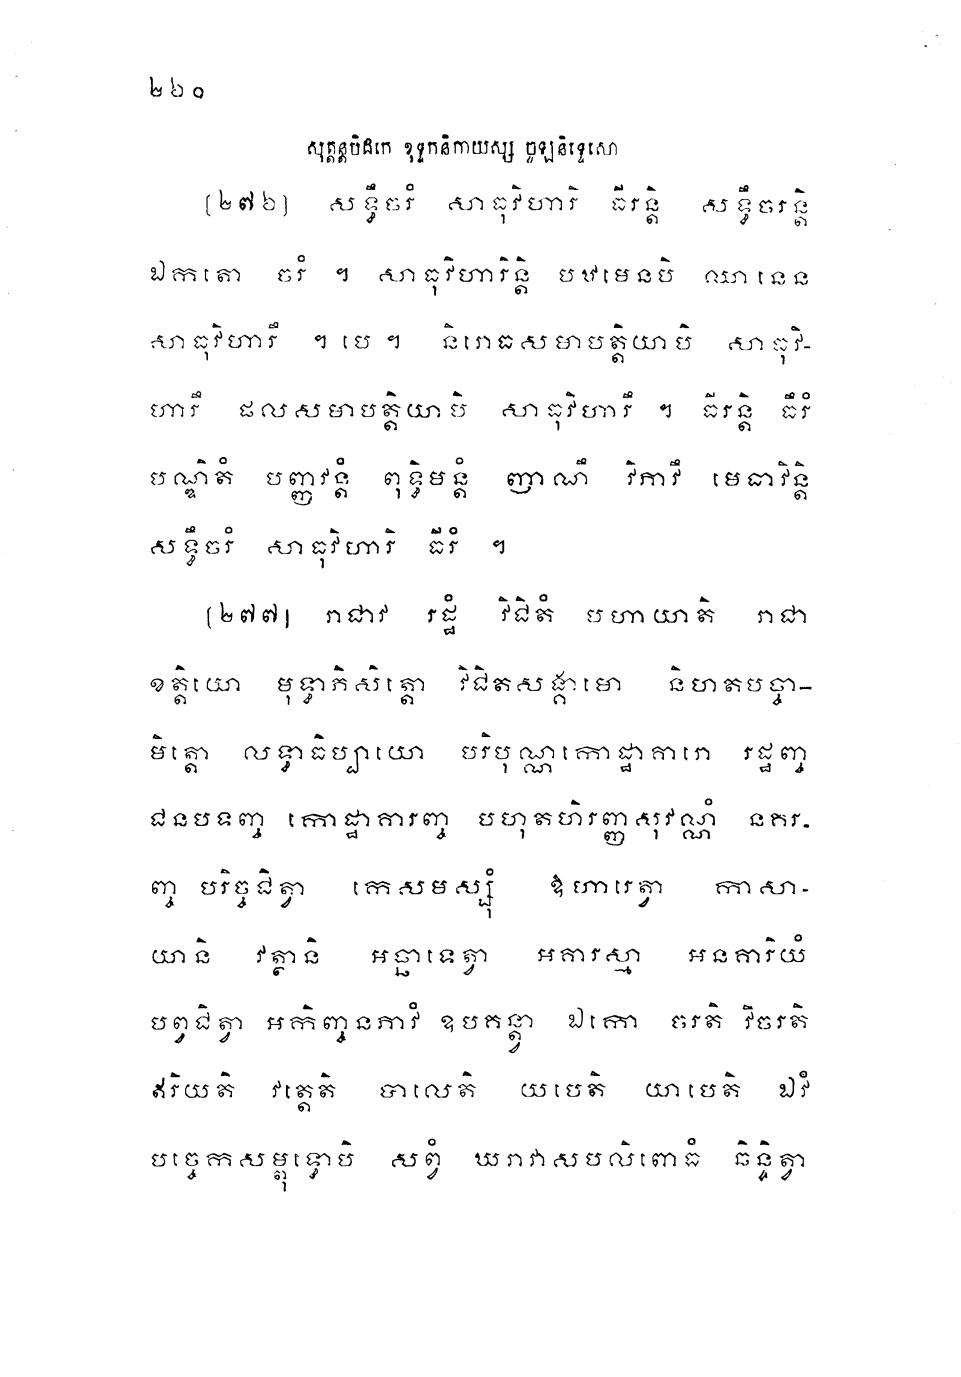 ២៦០
សុត្តន្តបិដកេ ខុទ្ទកនិកាយស្ស ចូឡនិទ្ទេសោ
(២៧៦) សទ្ធឹចរំ សាធុវិហារិ ធីរន្តិ សទ្ធឹចរន្តិ
ឯកតោ ចរំ ។ សាធុវិហារិន្តិ បឋមេនបិ ឈានេន
សាធុវិហារឹ ។ បេ ។ និរោធសមាបត្តិយាបិ សាធុវិ-
ហារឹ ផលសមាបត្តិយាបិ សាធុវិហារឹ ។ ធីរន្តិ ធីរំ
បណ្ឌិតំ បញ្ញវន្តំ ពុទ្ធិមន្តំ ញាណឹ វិភាវឹ មេធាវិន្តិ
សទ្ធឹចរំ សាធុវិហារិ ធីរំ ។
(២៧៧) រាជាវ រដ្ឋំ វិជិតំ បហាយាតិ រាជា
ខត្តិយោ មុទ្ធាភិសិត្តោ វិជិតសង្គាមោ និហតបច្ចា-
មិត្តោ លទ្ធាធិប្បាយោ បរិបុណ្ណកោដ្ឋាគារោ រដ្ឋញ្ច
ជនបទញ្ច កោដ្ឋាគារញ្ច បហុតហិរញ្ញសុវណ្ណំ នគរ-
ញ្ច បរិច្ចជិត្វា កេសមស្សុំ ឱហារេត្វា កាសា-
យានិ វត្ថានិ អច្ឆាទេត្វា អគារស្មា អនគារិយំ
បព្វជិត្វា អកិញ្ចនភាវំ ឧបគន្ត្វា ឯកោ ចរតិ វិចរតិ
ឥរិយតិ វត្តេតិ បាលេតិ យបេតិ យាបេតិ ឯវំ
បច្ចេកសម្ពុទ្ធោបិ សព្វំ ឃរាវាសបលិពោធំ ឆិន្ទិត្វា